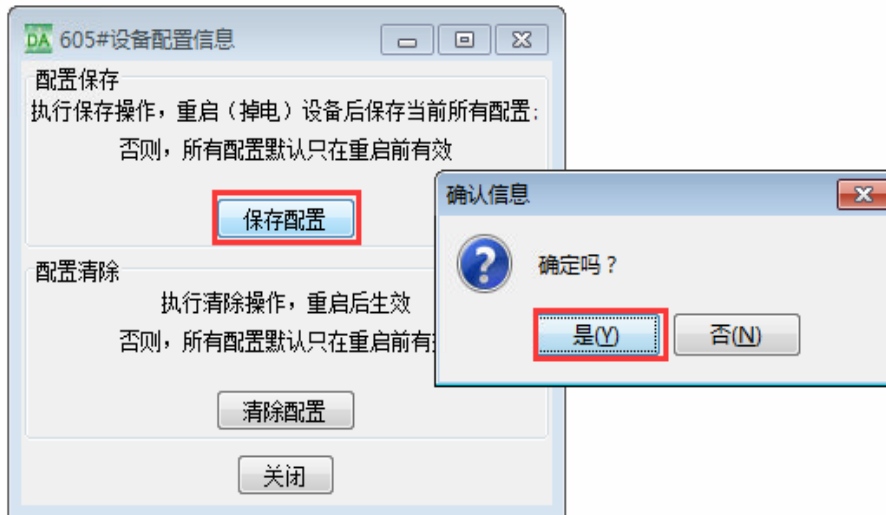 DA 605#设备配置信息
配置保存
执行保存操作，重启（掉电）设备后保存当前所有配置；
否则，所有配置默认只在重启前有效
保存配置
配置清除
执行清除操作，重启后生效
否则，所有配置默认只在重启前有
清除配置
关闭
确认信息
确定吗？
是(Y)
否(N)